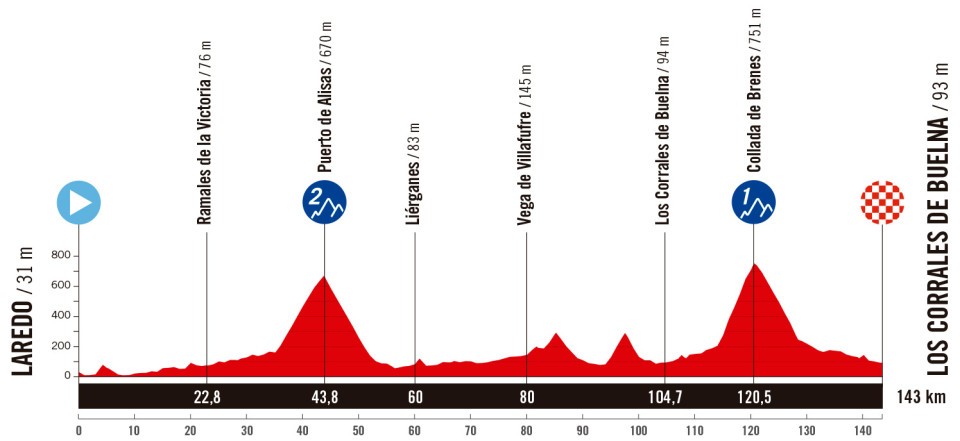 LAREDO / 31 m
Ramales de la Victoria / 76 m
2
Puerto de Alisas / 670 m
Liérganes / 83 m
Vega de Villafufre / 145 m
Los Corrales de Buelna / 94 m
1
Collada de Brenes / 751 m
LOS CORRALES DE BUELNA / 93 m
800
600
400
200
0
22,8 43,8 60 80 104,7 120,5 143 km
0 10 20 30 40 50 60 70 80 90 100 110 120 130 140